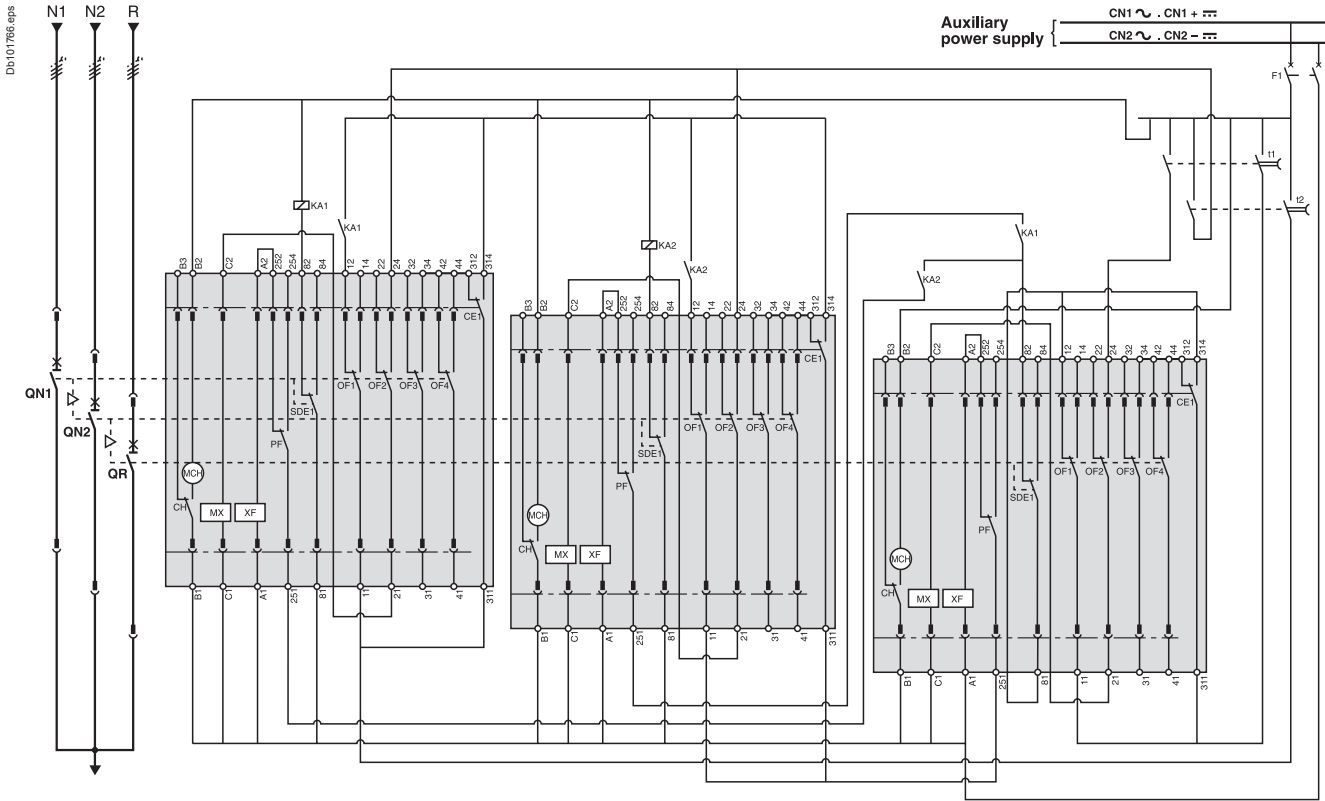 Db101766.eps
N1 N2 R
Auxiliary
power supply
CN1 ∿ . CN1 + ⎓
CN2 ∿ . CN2 – ⎓
F1
t1
t2
KA1
KA1
KA2
KA2
KA1
KA2
B3 B2 C2 A2 252 254 82 84 12 14 22 24 32 34 42 44 312 314
CE1
OF1 OF2 OF3 OF4
SDE1
PF
MCH
CH
MX XF
B1 C1 A1 251 81 11 21 31 41 311
B3 B2 C2 A2 252 254 82 84 12 14 22 24 32 34 42 44 312 314
CE1
OF1 OF2 OF3 OF4
SDE1
PF
MCH
CH
MX XF
B1 C1 A1 251 81 11 21 31 41 311
B3 B2 C2 A2 252 254 82 84 12 14 22 24 32 34 42 44 312 314
CE1
OF1 OF2 OF3 OF4
SDE1
PF
MCH
CH
MX XF
B1 C1 A1 251 81 11 21 31 41 311
QN1
QN2
QR